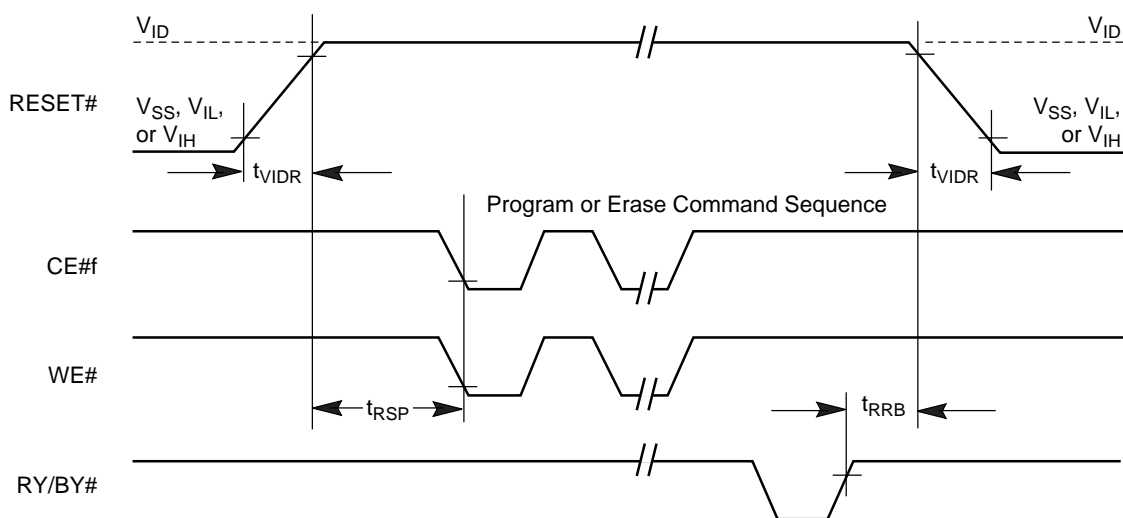 V_ID V_ID
RESET#
V_SS, V_IL,
or V_IH
V_SS, V_IL,
or V_IH
t_VIDR t_VIDR
Program or Erase Command Sequence
CE#f
WE#
t_RSP t_RRB
RY/BY#